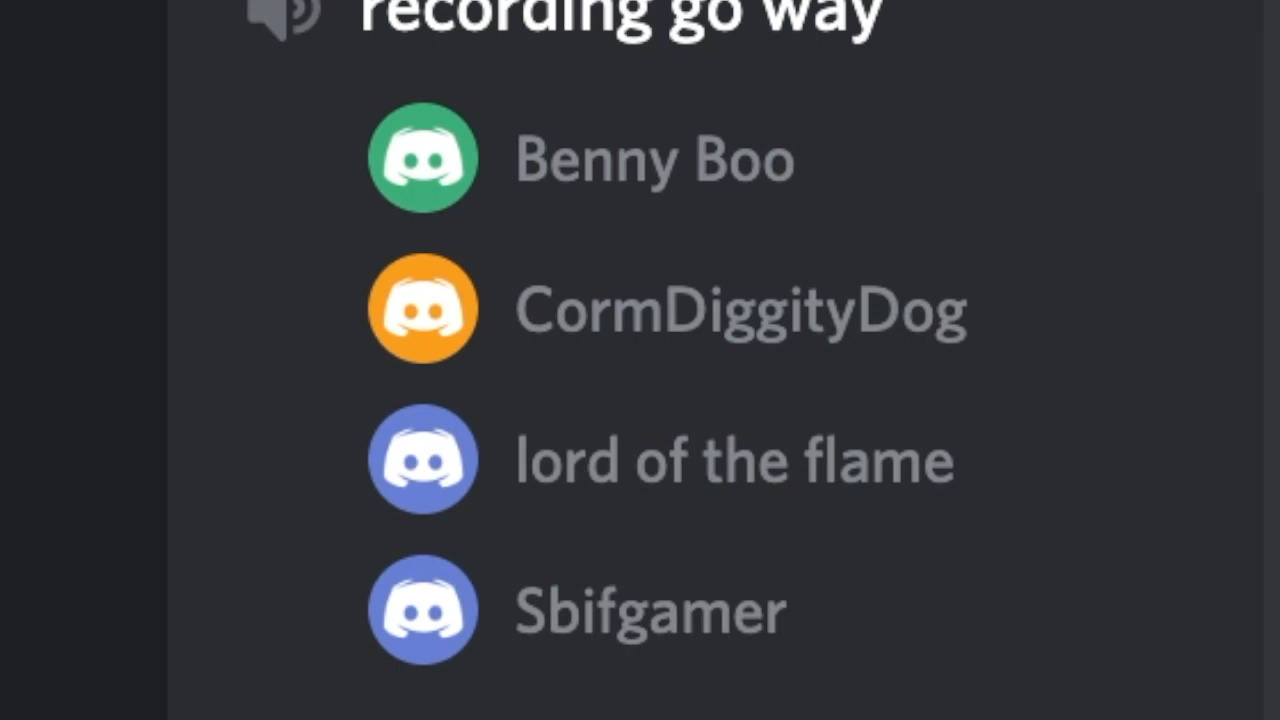 recording go way
Benny Boo
CormDiggityDog
lord of the flame
Sbifgamer